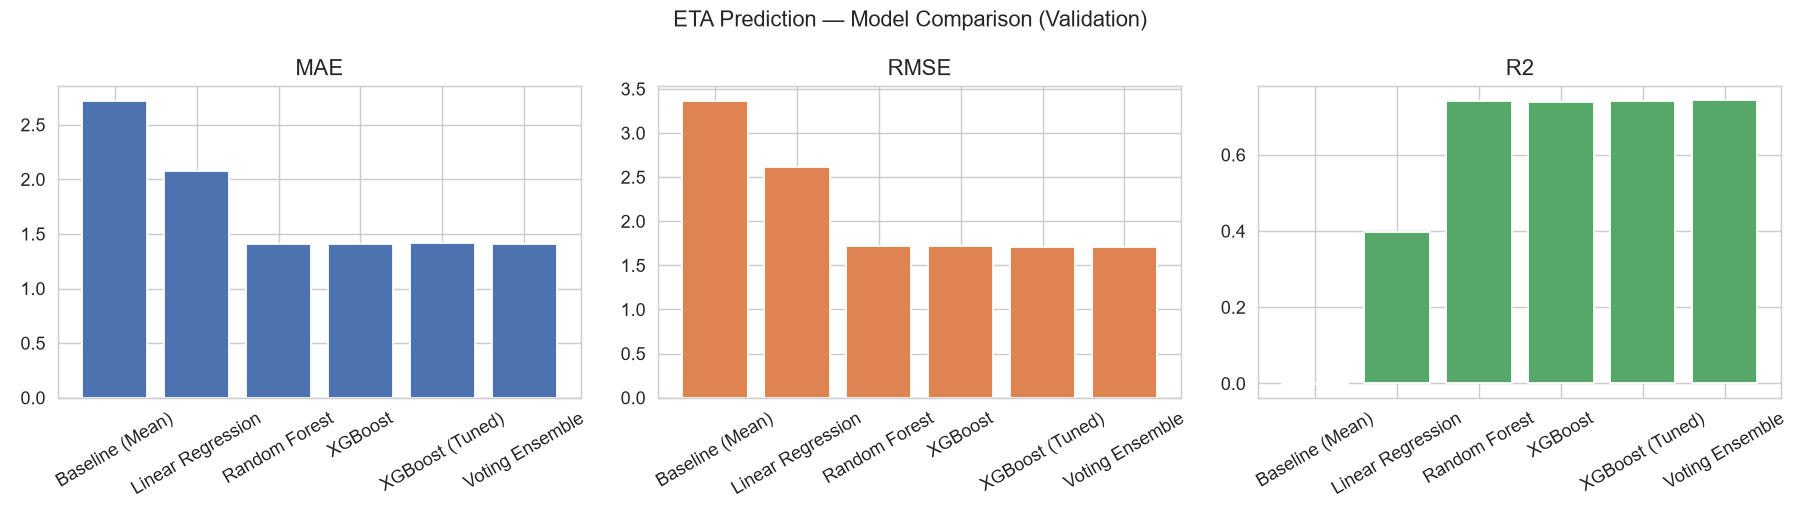 ETA Prediction — Model Comparison (Validation)
MAE
2.5
2.0
1.5
1.0
0.5
0.0
Baseline (Mean)
Linear Regression
Random Forest
XGBoost
XGBoost (Tuned)
Voting Ensemble
RMSE
3.5
3.0
2.5
2.0
1.5
1.0
0.5
0.0
Baseline (Mean)
Linear Regression
Random Forest
XGBoost
XGBoost (Tuned)
Voting Ensemble
R2
0.6
0.4
0.2
0.0
Baseline (Mean)
Linear Regression
Random Forest
XGBoost
XGBoost (Tuned)
Voting Ensemble